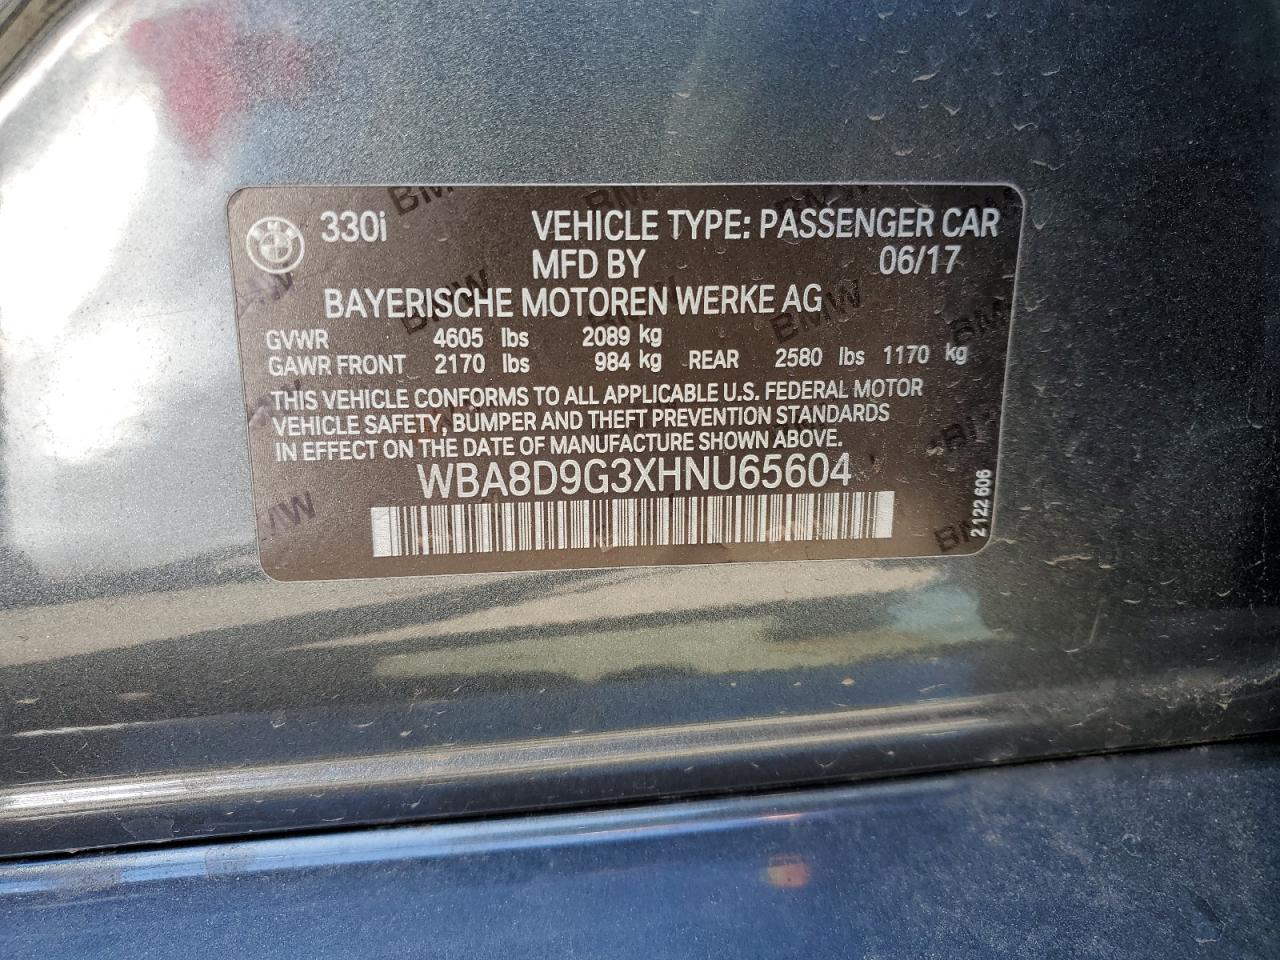 330i VEHICLE TYPE: PASSENGER CAR
MFD BY 06/17
BAYERISCHE MOTOREN WERKE AG
GVWR 4605 lbs 2089 kg
GAWR FRONT 2170 lbs 984 kg REAR 2580 lbs 1170 kg
THIS VEHICLE CONFORMS TO ALL APPLICABLE U.S. FEDERAL MOTOR
VEHICLE SAFETY, BUMPER AND THEFT PREVENTION STANDARDS
IN EFFECT ON THE DATE OF MANUFACTURE SHOWN ABOVE.
WBA8D9G3XHNU65604
2 122 606